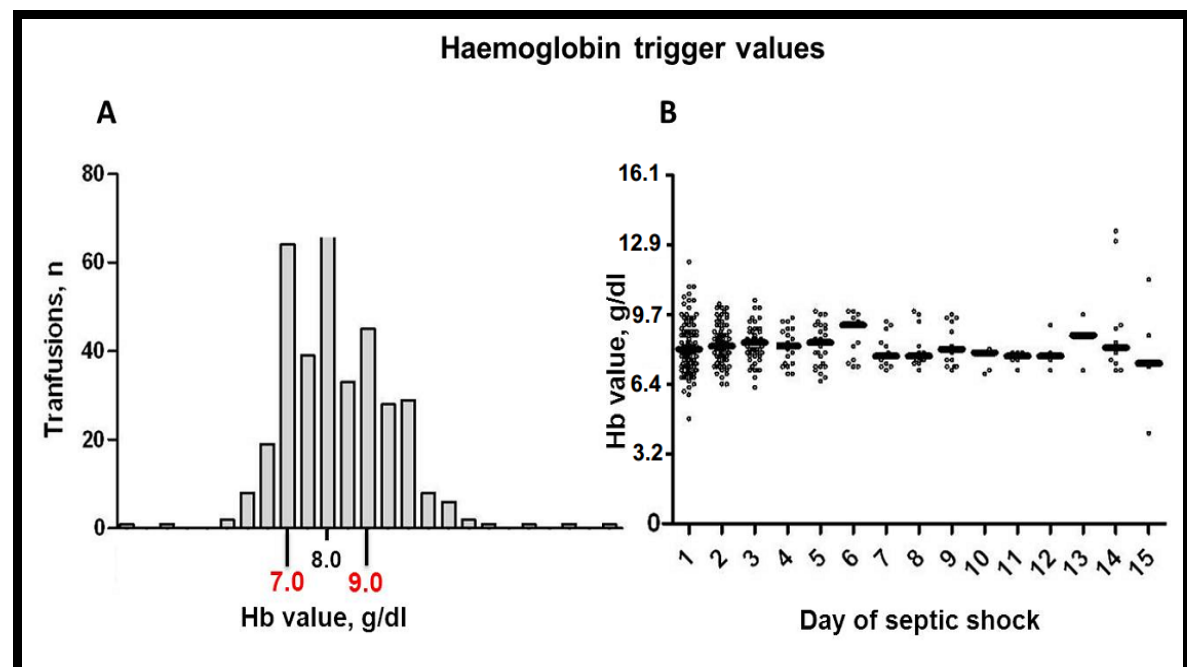 Haemoglobin trigger values
A
80
60
40
20
0
Tranfusions, n
7.0
8.0
9.0
Hb value, g/dl
B
16.1
12.9
9.7
6.4
3.2
0
Hb value, g/dl
1 2 3 4 5 6 7 8 9 10 11 12 13 14 15
Day of septic shock